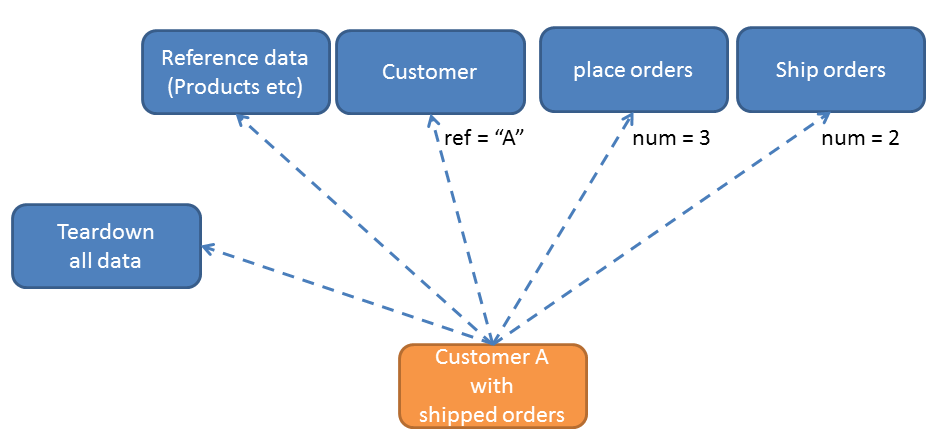 Reference data
(Products etc)
Customer
place orders
Ship orders
ref = “A”
num = 3
num = 2
Teardown
all data
Customer A
with
shipped orders